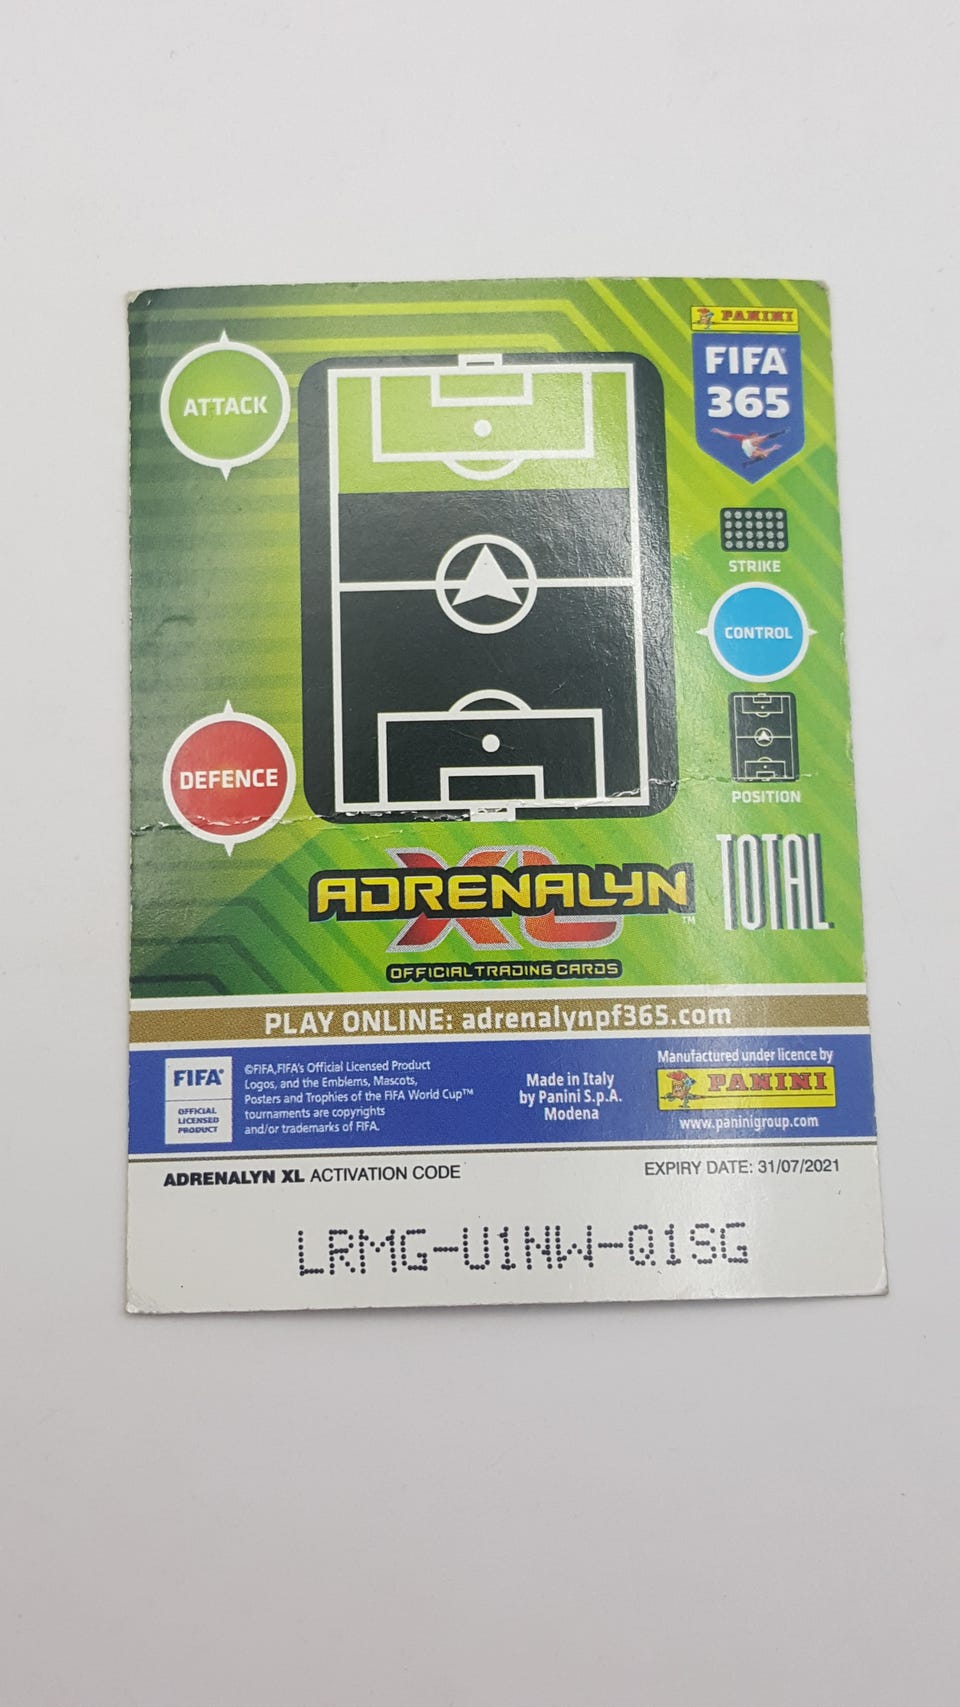 PANINI
FIFA
365
ATTACK
STRIKE
CONTROL
DEFENCE
POSITION
TOTAL
ADRENALYN
XL
™
OFFICIAL TRADING CARDS
PLAY ONLINE: adrenalynpf365.com
FIFA®
OFFICIAL
LICENSED
PRODUCT
©FIFA,FIFA's Official Licensed Product
Logos, and the Emblems, Mascots,
Posters and Trophies of the FIFA World Cup™
tournaments are copyrights
and/or trademarks of FIFA.
Made in Italy
by Panini S.p.A.
Modena
Manufactured under licence by
PANINI
www.paninigroup.com
ADRENALYN XL ACTIVATION CODE
EXPIRY DATE: 31/07/2021
LRMG-U1NW-Q1SG